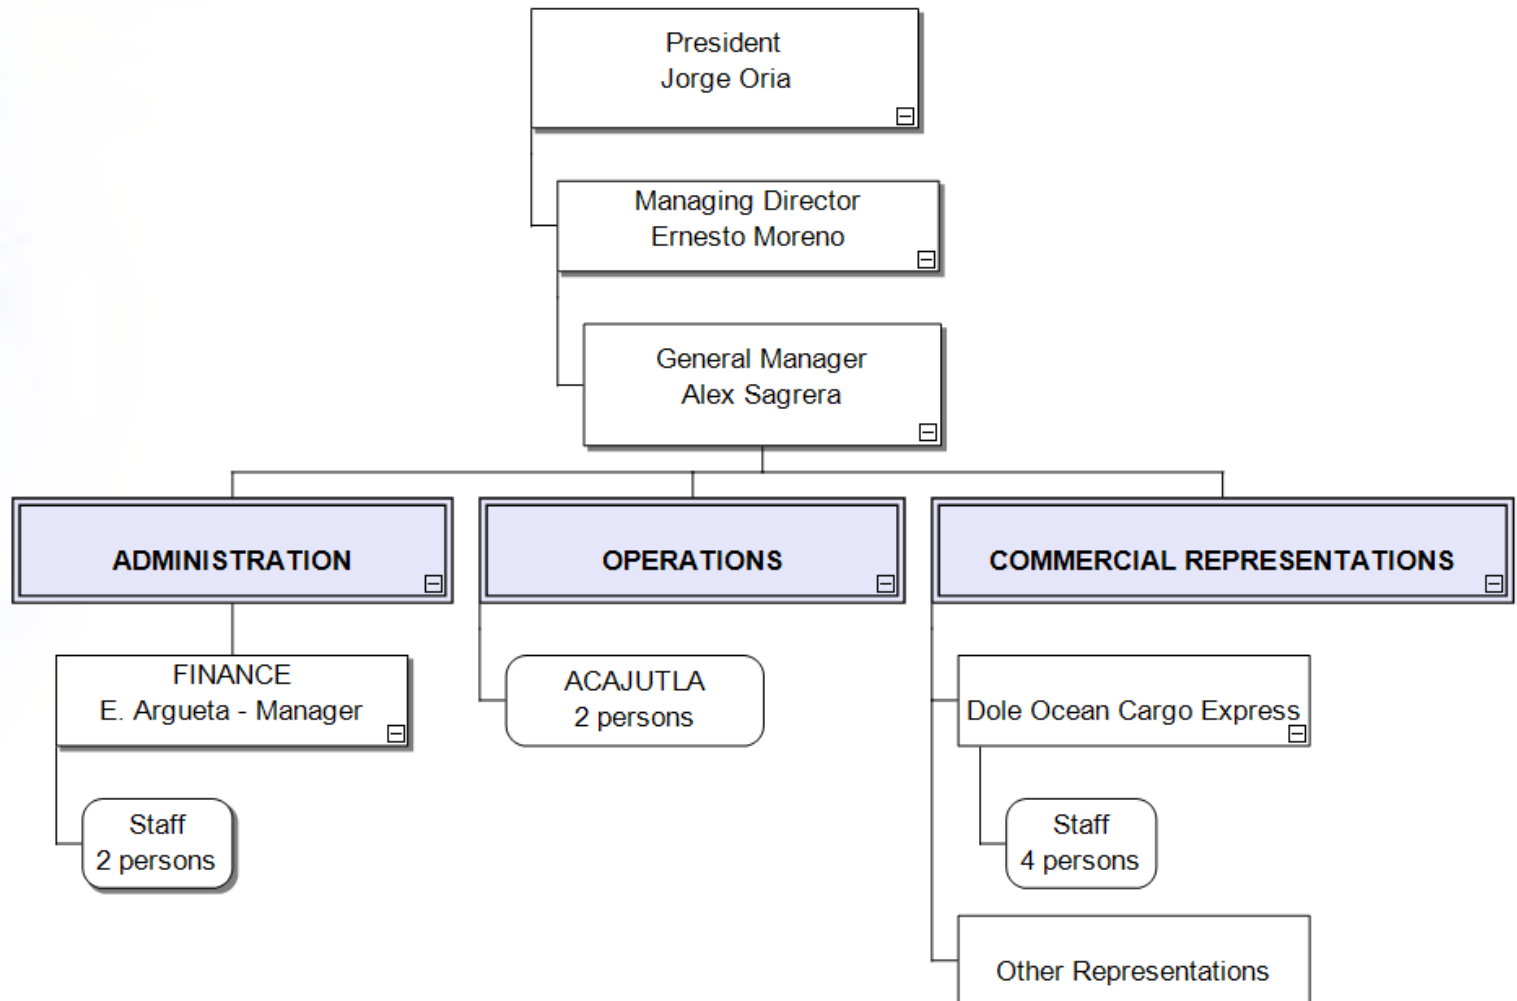 President
Jorge Oria
Managing Director
Ernesto Moreno
General Manager
Alex Sagrera
ADMINISTRATION
OPERATIONS
COMMERCIAL REPRESENTATIONS
FINANCE
E. Argueta - Manager
ACAJUTLA
2 persons
Dole Ocean Cargo Express
Staff
2 persons
Staff
4 persons
Other Representations